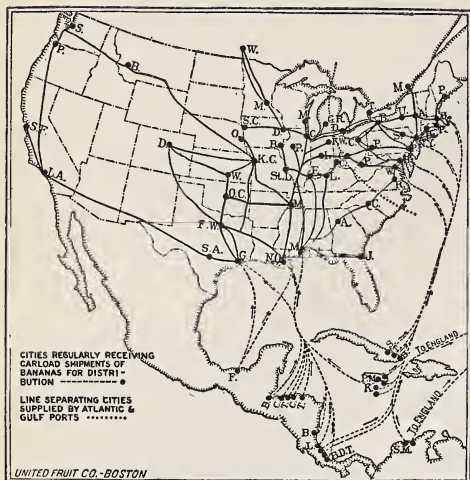 S.
P.
B.
W.
M.
S.C.
O.
D.
K.C.
W.
O.C.
F.W.
S.A.
G.
N.O.
M.
S.F.
L.A.
D.
St.L.
E.
P.
A.
C.
J.
M.
P.
TO ENGLAND
TO ENGLAND
P.
B.
L.
B.D.T.
K.
S.M.
CITIES REGULARLY RECEIVING
CARLOAD SHIPMENTS OF
BANANAS FOR DISTRI-
BUTION
LINE SEPARATING CITIES
SUPPLIED BY ATLANTIC &
GULF PORTS
UNITED FRUIT CO.-BOSTON